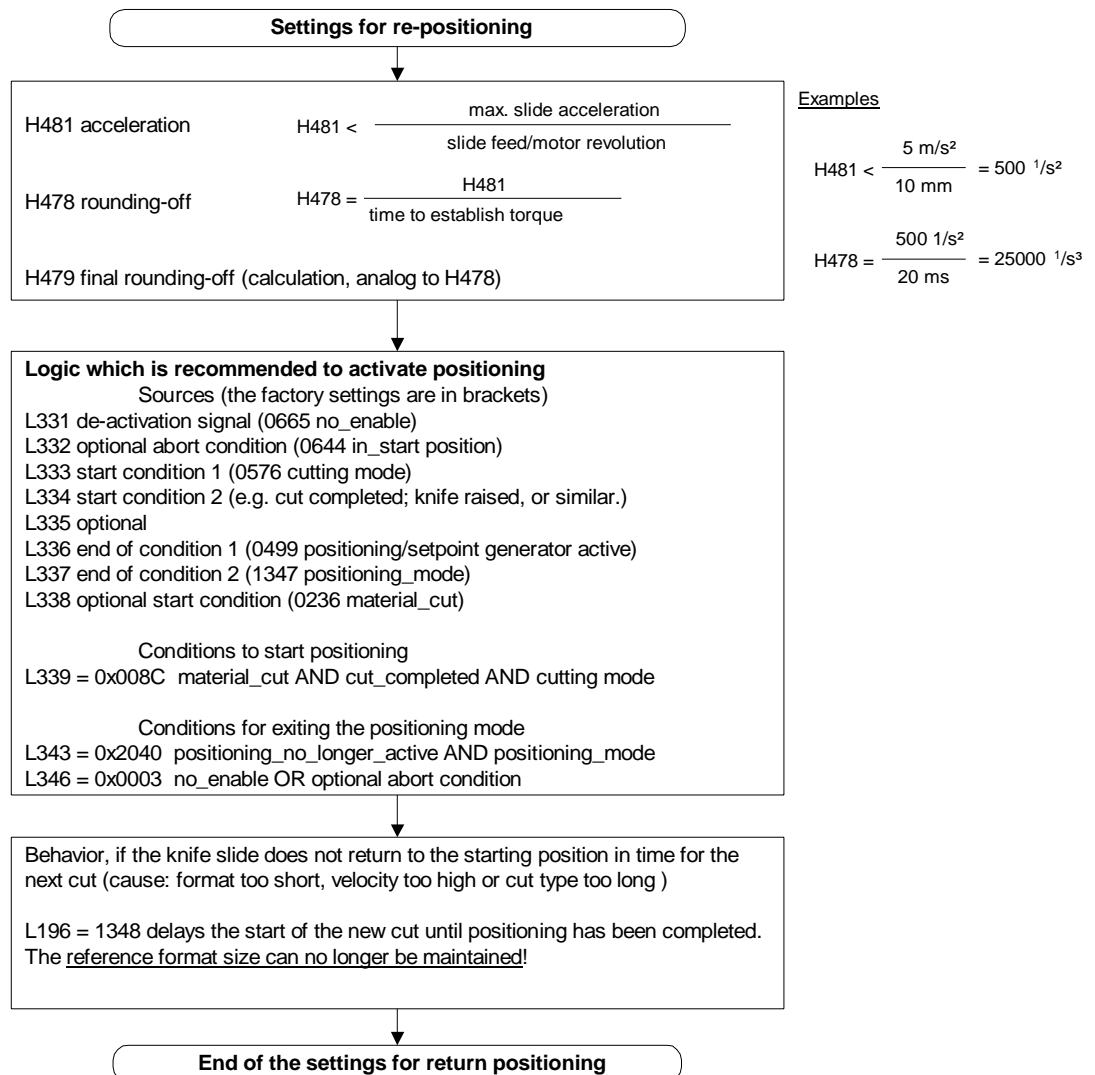 Settings for re-positioning
H481 acceleration
H481 < max. slide acceleration
slide feed/motor revolution
H478 rounding-off
H478 = H481
time to establish torque
H479 final rounding-off (calculation, analog to H478)
Examples
H481 < 5 m/s² = 500 ¹/s²
10 mm
H478 = 500 1/s² = 25000 ¹/s³
20 ms
Logic which is recommended to activate positioning
Sources (the factory settings are in brackets)
L331 de-activation signal (0665 no_enable)
L332 optional abort condition (0644 in_start position)
L333 start condition 1 (0576 cutting mode)
L334 start condition 2 (e.g. cut completed; knife raised, or similar.)
L335 optional
L336 end of condition 1 (0499 positioning/setpoint generator active)
L337 end of condition 2 (1347 positioning_mode)
L338 optional start condition (0236 material_cut)
Conditions to start positioning
L339 = 0x008C material_cut AND cut_completed AND cutting mode
Conditions for exiting the positioning mode
L343 = 0x2040 positioning_no_longer_active AND positioning_mode
L346 = 0x0003 no_enable OR optional abort condition
Behavior, if the knife slide does not return to the starting position in time for the
next cut (cause: format too short, velocity too high or cut type too long )
L196 = 1348 delays the start of the new cut until positioning has been completed.
The reference format size can no longer be maintained!
End of the settings for return positioning